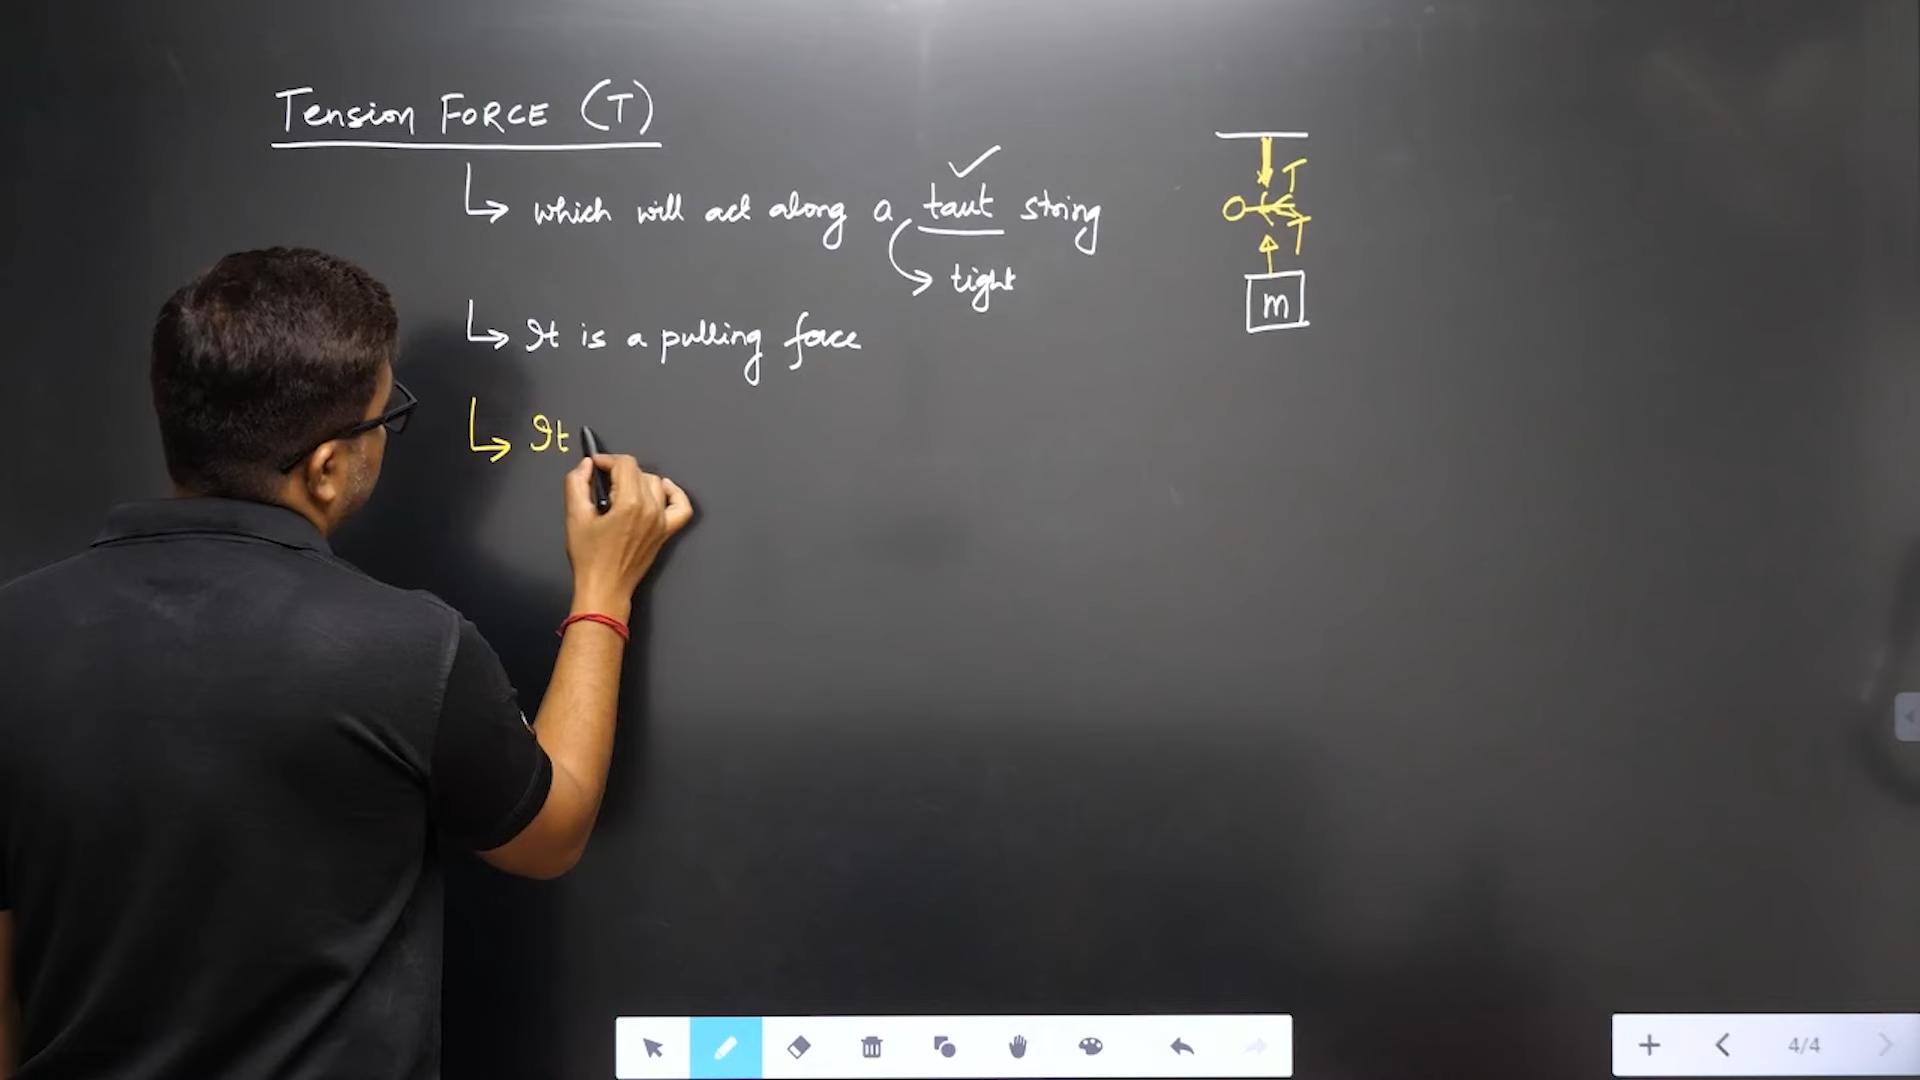 Tension FORCE (T)
which will act along a taut string
tight
It is a pulling force
It
T
T
m
4/4